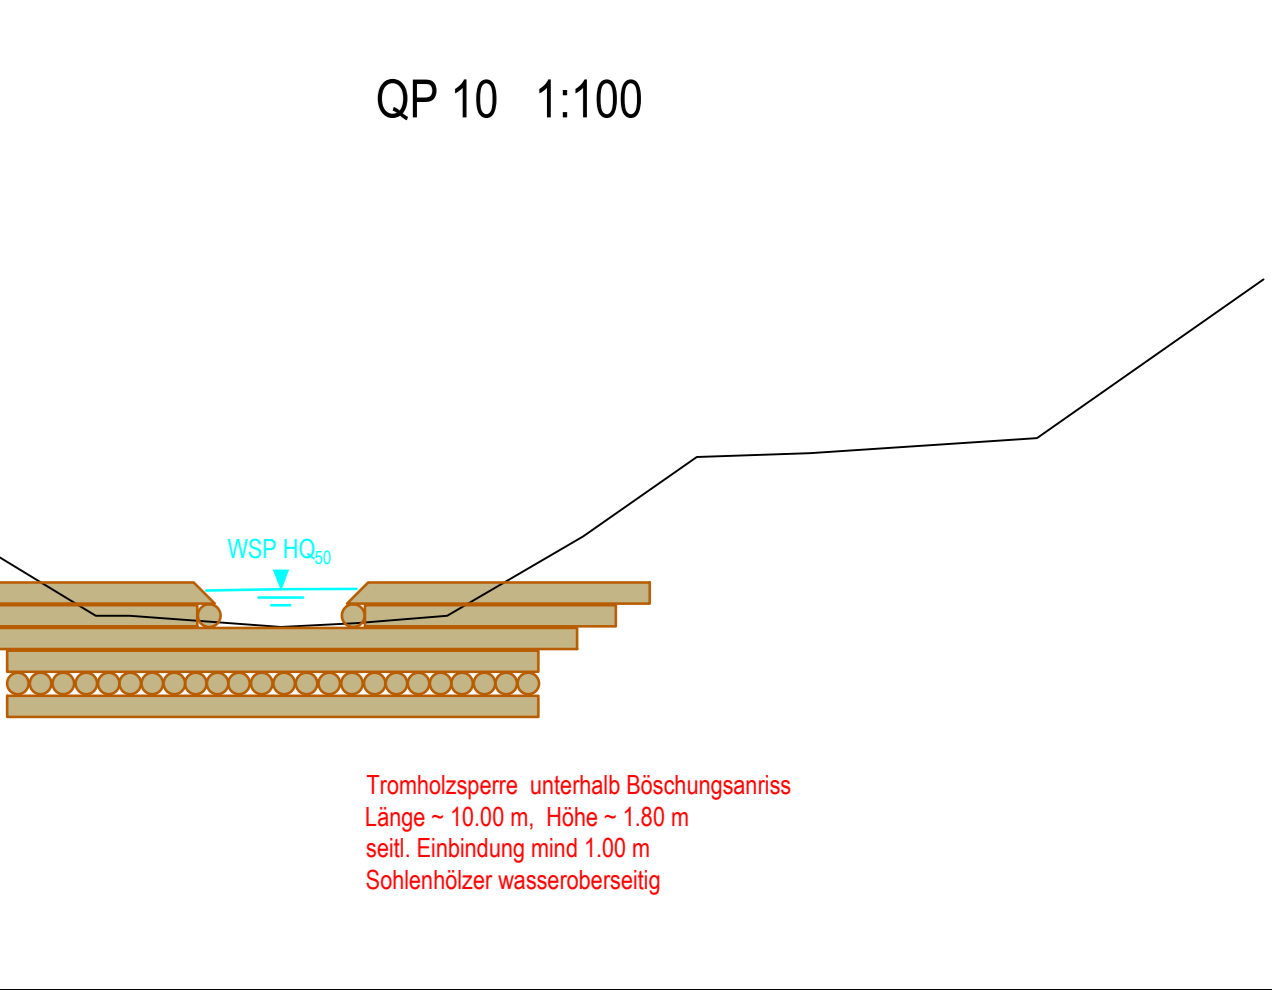 QP 10 1:100
WSP HQ50
Tromholzsperre unterhalb Böschungsanriss
Länge ~ 10.00 m, Höhe ~ 1.80 m
seitl. Einbindung mind 1.00 m
Sohlenhölzer wasseroberseitig